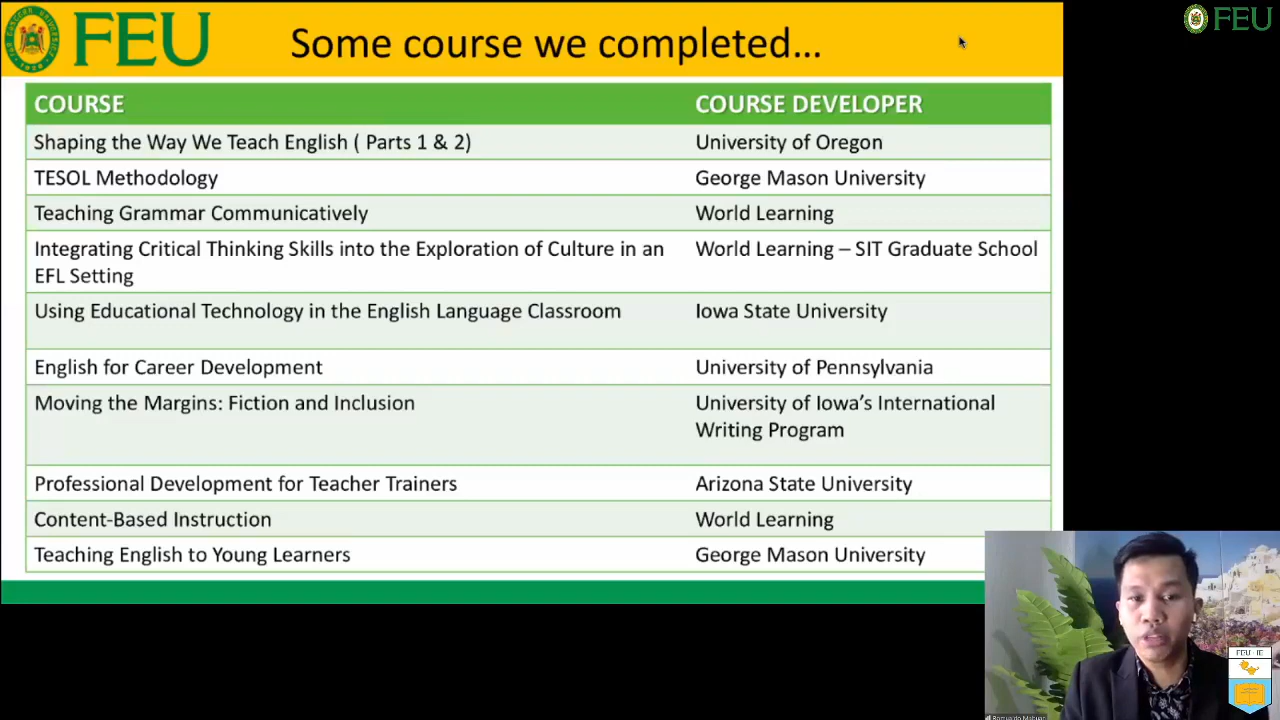 FEU
Some course we completed...
FEU
COURSE
COURSE DEVELOPER
Shaping the Way We Teach English ( Parts 1 & 2)
University of Oregon
TESOL Methodology
George Mason University
Teaching Grammar Communicatively
World Learning
Integrating Critical Thinking Skills into the Exploration of Culture in an
EFL Setting
World Learning – SIT Graduate School
Using Educational Technology in the English Language Classroom
Iowa State University
English for Career Development
University of Pennsylvania
Moving the Margins: Fiction and Inclusion
University of Iowa's International
Writing Program
Professional Development for Teacher Trainers
Arizona State University
Content-Based Instruction
World Learning
Teaching English to Young Learners
George Mason University
FEU - IE